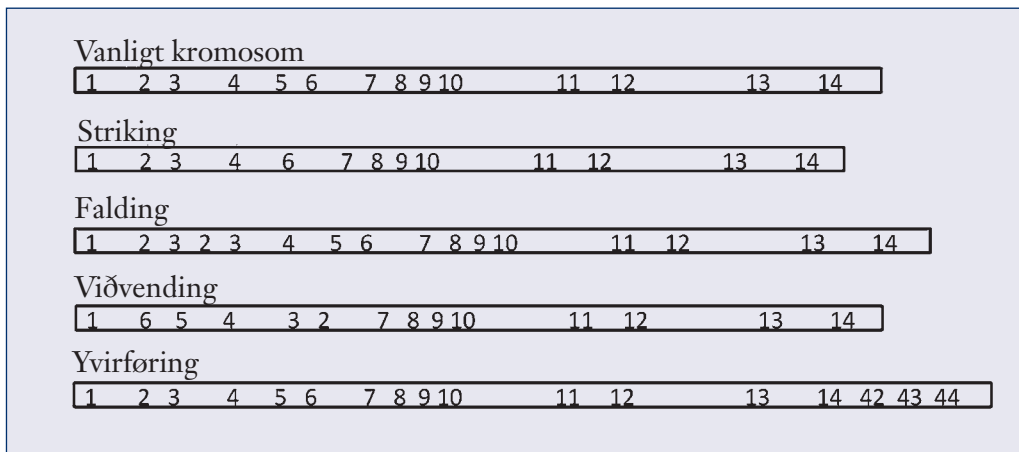 Vanligt kromosom
1 2 3 4 5 6 7 8 9 10 11 12 13 14
Striking
1 2 3 4 6 7 8 9 10 11 12 13 14
Falding
1 2 3 2 3 4 5 6 7 8 9 10 11 12 13 14
Viðvending
1 6 5 4 3 2 7 8 9 10 11 12 13 14
Yvirføring
1 2 3 4 5 6 7 8 9 10 11 12 13 14 42 43 44